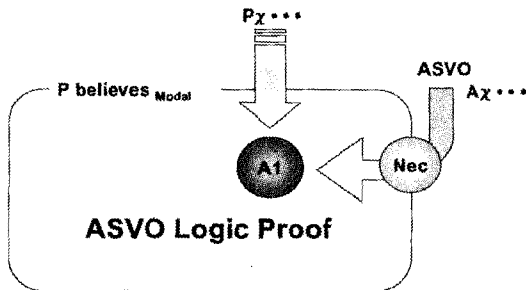 Pχ •••
ASVO
P believes Modal
Aχ •••
A1
Nec
ASVO Logic Proof